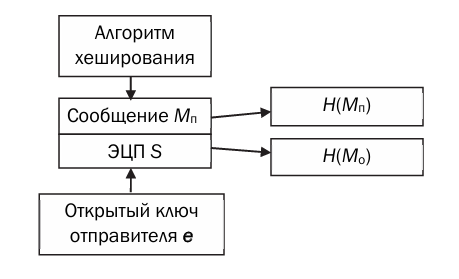 Алгоритм
хеширования
Сообщение Mп
H(Mп)
ЭЦП S
H(Mо)
Открытый ключ
отправителя e